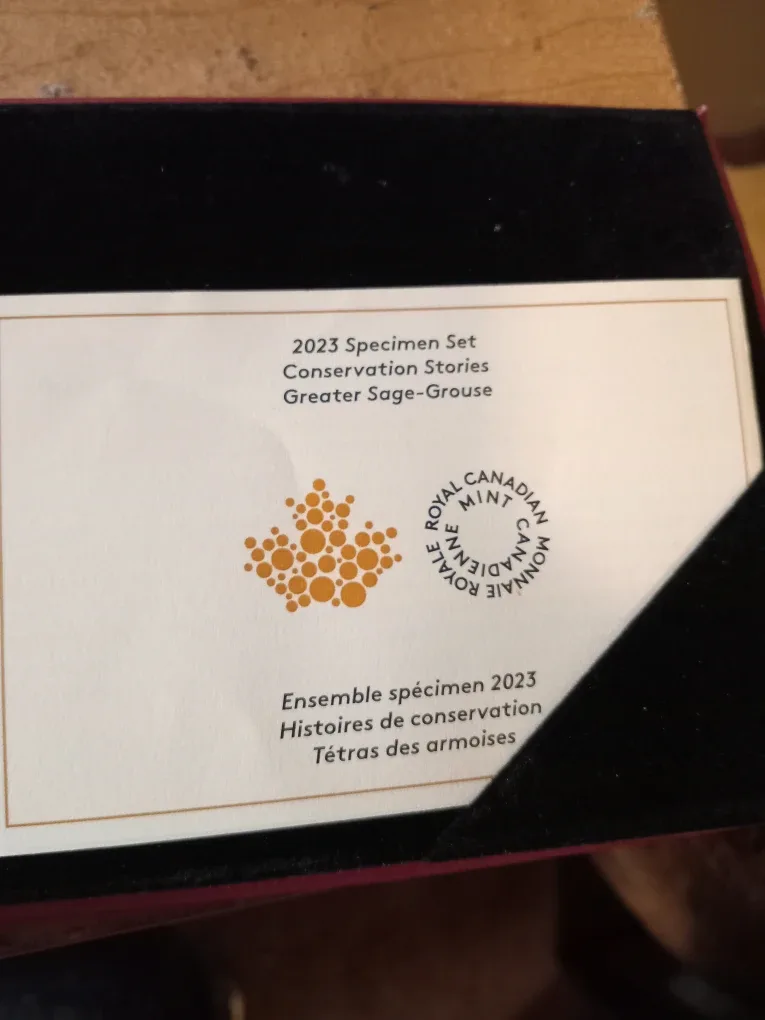 2023 Specimen Set
Conservation Stories
Greater Sage-Grouse
ROYAL CANADIAN
MINT
MONNAIE ROYALE
CANADIENNE
Ensemble spécimen 2023
Histoires de conservation
Tétras des armoises